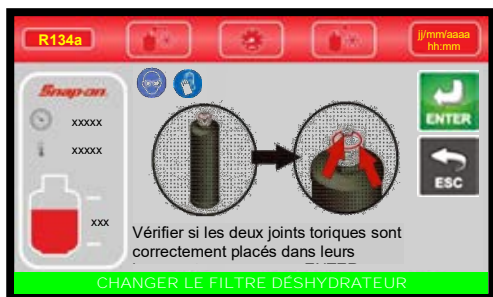 R134a
jj/mm/aaaa
hh:mm
Snap-on
xxxxx
xxxxx
xxx
ENTER
ESC
Vérifier si les deux joints toriques sont
correctement placés dans leurs
CHANGER LE FILTRE DÉSHYDRATEUR